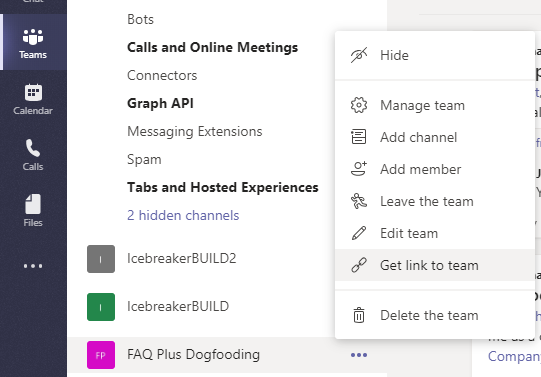 Chat
Teams
Calendar
Calls
Files
Bots
Calls and Online Meetings
Connectors
Graph API
Messaging Extensions
Spam
Tabs and Hosted Experiences
2 hidden channels
I
IcebreakerBUILD2
I
IcebreakerBUILD
FP
FAQ Plus Dogfooding
Hide
Manage team
Add channel
Add member
Leave the team
Edit team
Get link to team
Delete the team
Company